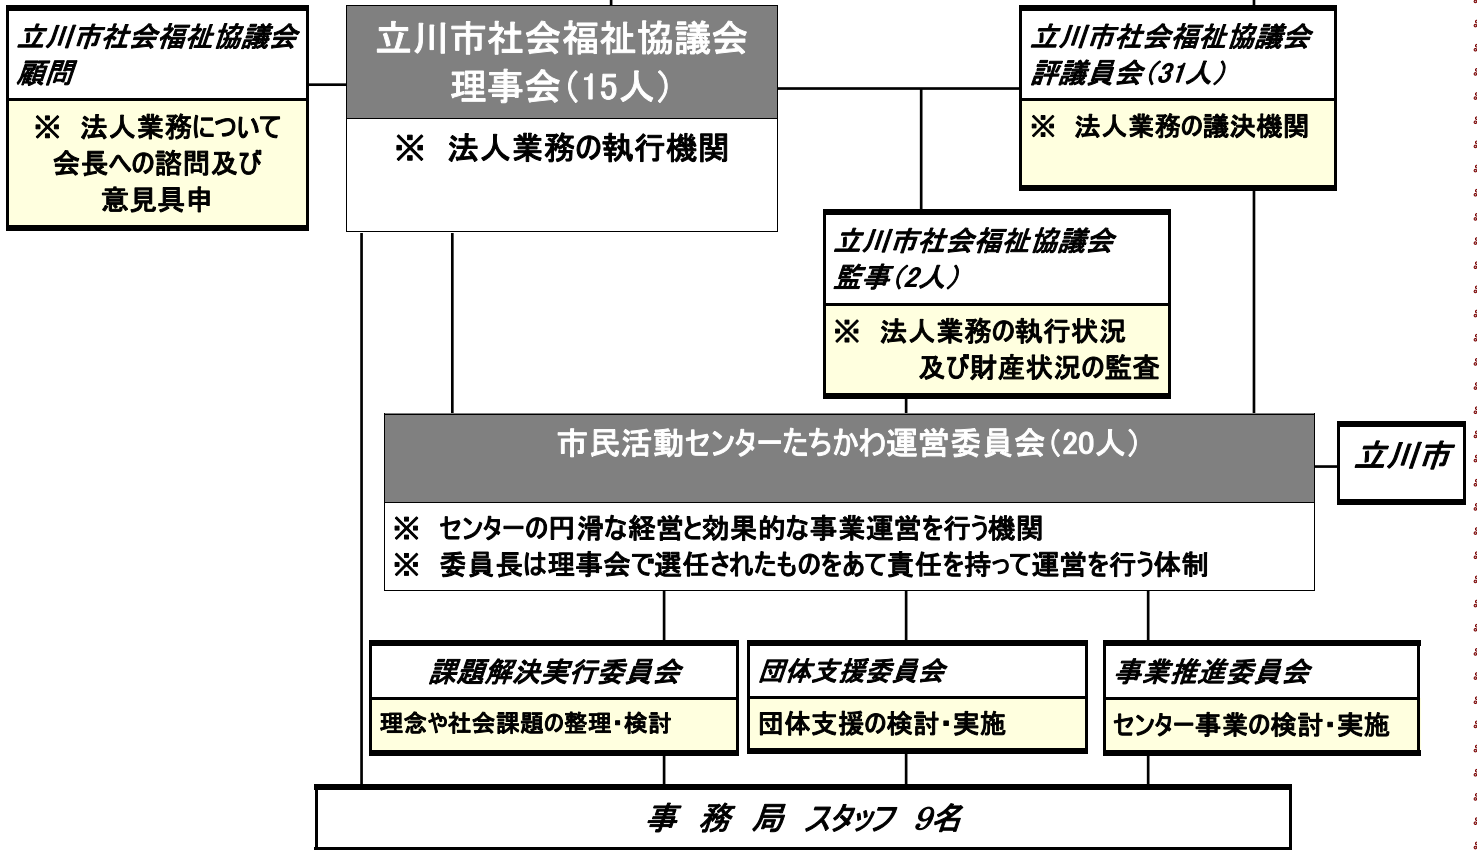 立川市社会福祉協議会
顧問
※　法人業務について
会長への諮問及び
意見具申
立川市社会福祉協議会
理事会（15人）
※　法人業務の執行機関
立川市社会福祉協議会
評議員会（31人）
※　法人業務の議決機関
立川市社会福祉協議会
監事（2人）
※　法人業務の執行状況
及び財産状況の監査
市民活動センターたちかわ運営委員会（20人）
※　センターの円滑な経営と効果的な事業運営を行う機関
※　委員長は理事会で選任されたものをあて責任を持って運営を行う体制
立川市
課題解決実行委員会
理念や社会課題の整理・検討
団体支援委員会
団体支援の検討・実施
事業推進委員会
センター事業の検討・実施
事　務　局　スタッフ　9名